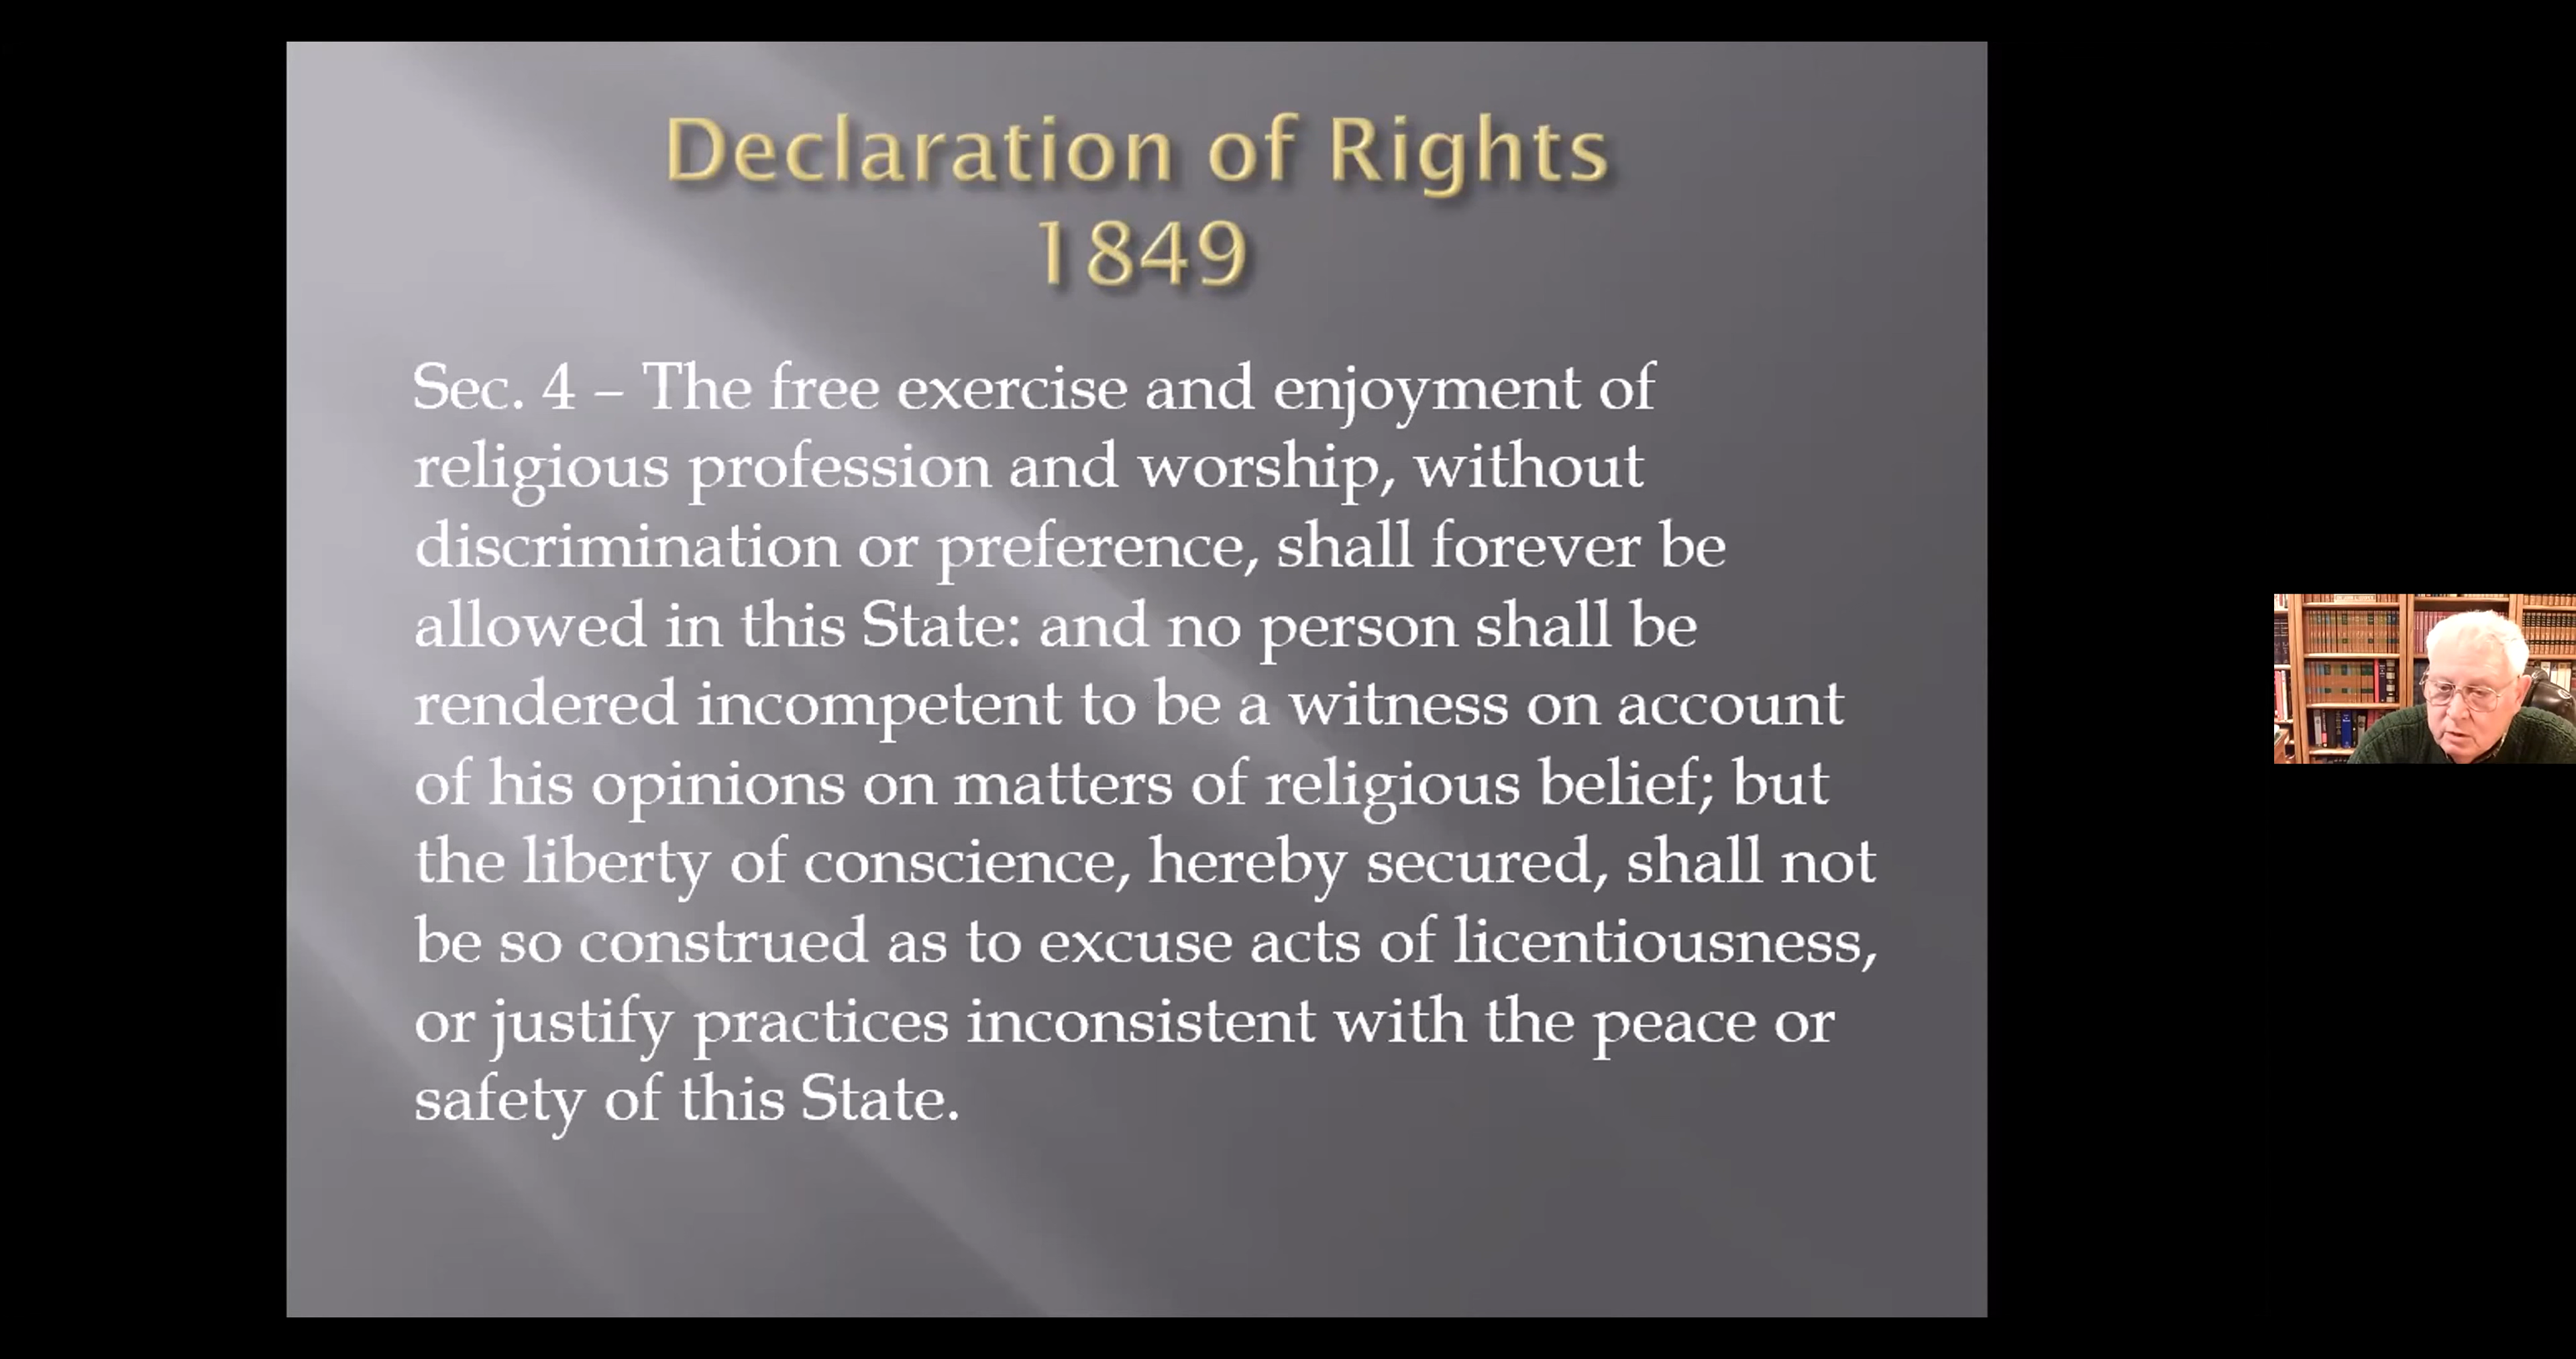 Declaration of Rights
1849
Sec. 4 – The free exercise and enjoyment of
religious profession and worship, without
discrimination or preference, shall forever be
allowed in this State: and no person shall be
rendered incompetent to be a witness on account
of his opinions on matters of religious belief; but
the liberty of conscience, hereby secured, shall not
be so construed as to excuse acts of licentiousness,
or justify practices inconsistent with the peace or
safety of this State.